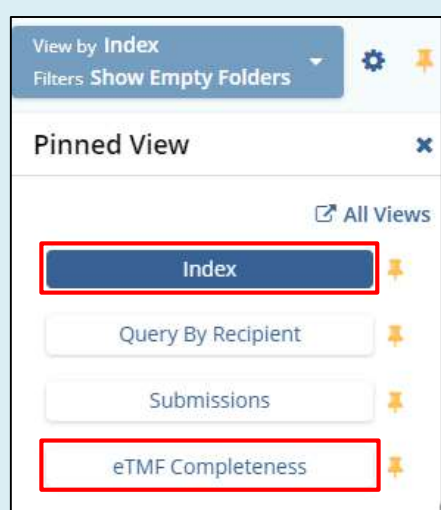 View by Index
Filters Show Empty Folders
Pinned View
All Views
Index
Query By Recipient
Submissions
eTMF Completeness